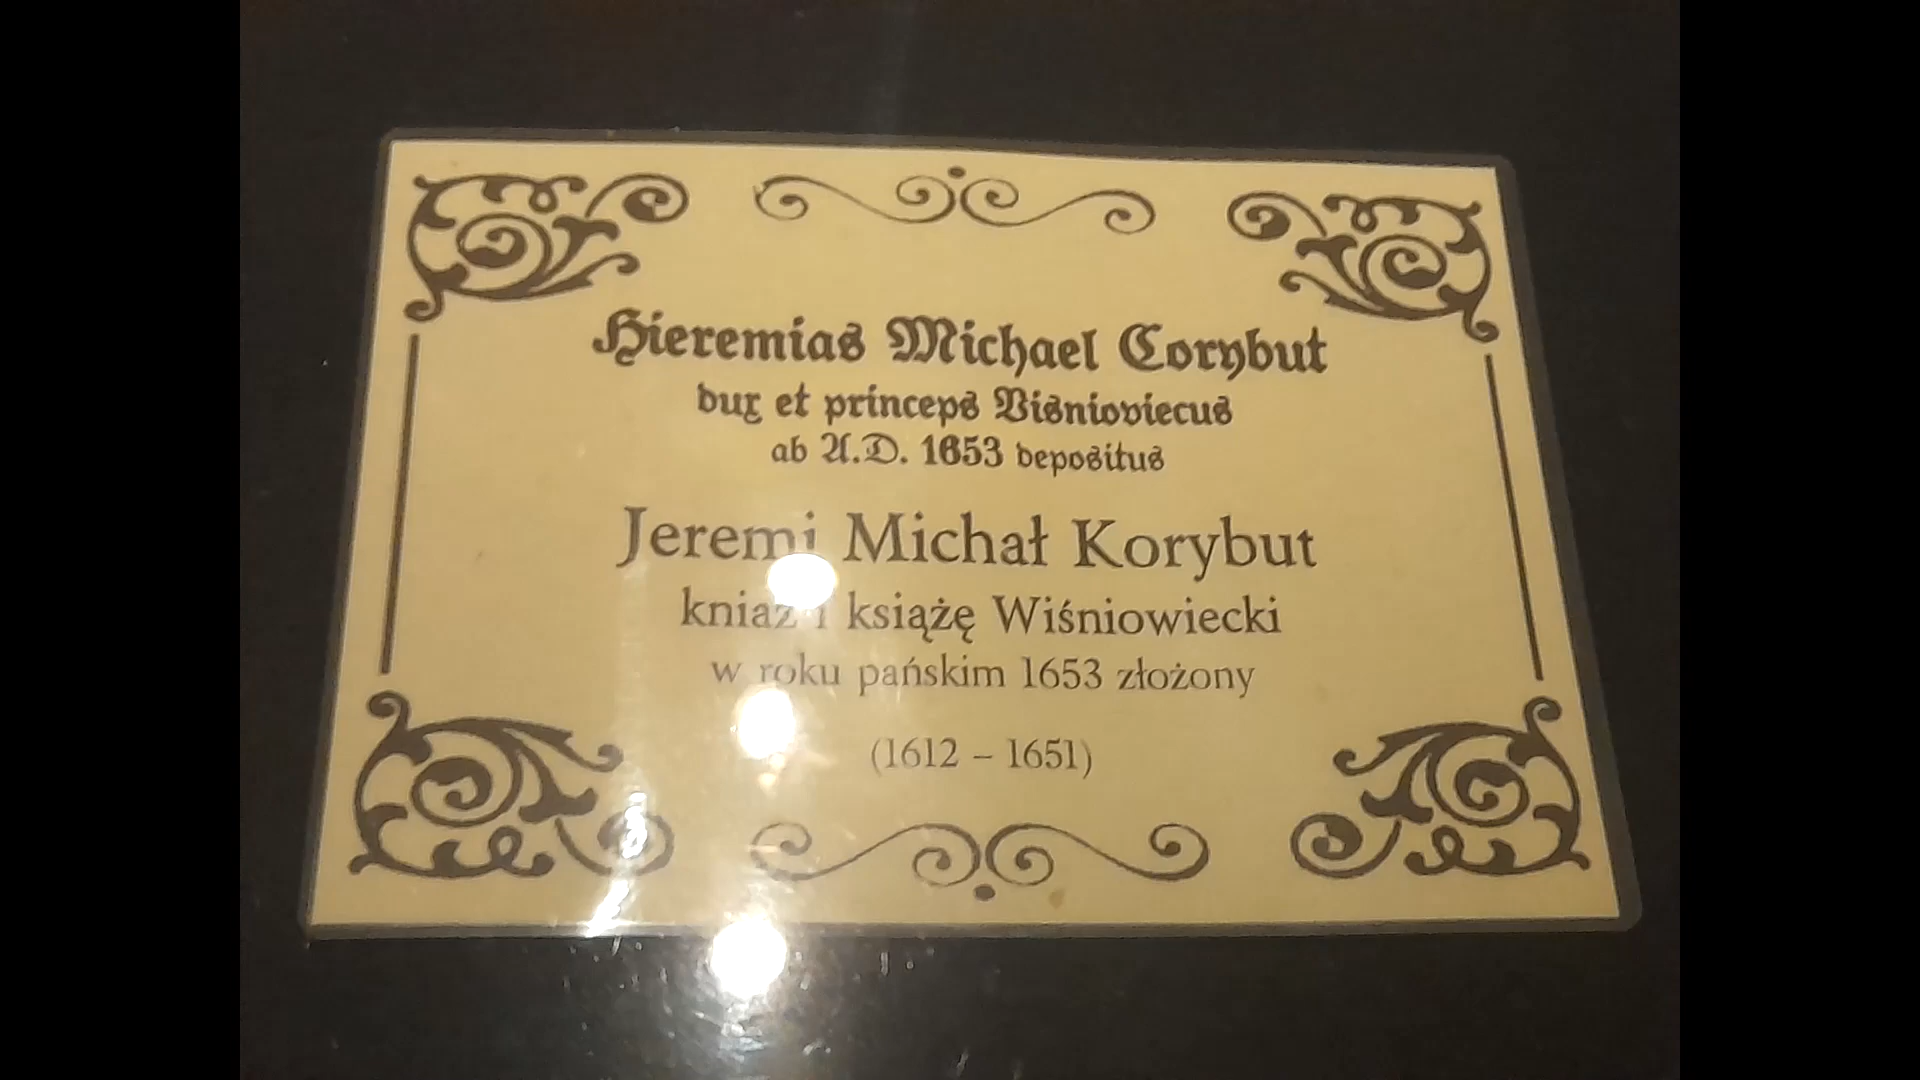 Hieremias Michael Corybut
dux et princeps Visnioviecus
ab A.D. 1653 depositus
Jeremi Michał Korybut
kniaź i książę Wiśniowiecki
w roku pańskim 1653 złożony
(1612 – 1651)